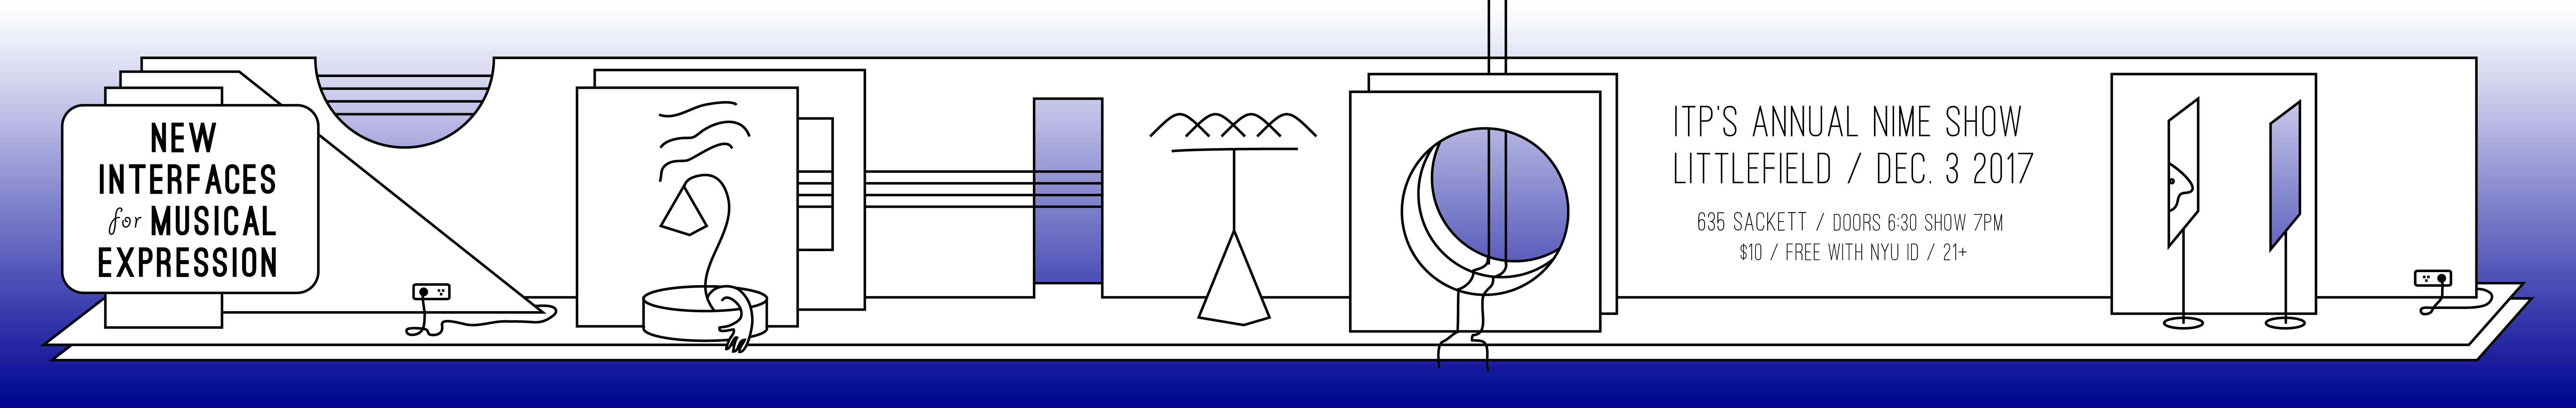 NEW
INTERFACES
for MUSICAL
EXPRESSION
ITP'S ANNUAL NIME SHOW
LITTLEFIELD / DEC. 3 2017
635 SACKETT / DOORS 6:30 SHOW 7PM
$10 / FREE WITH NYU ID / 21+